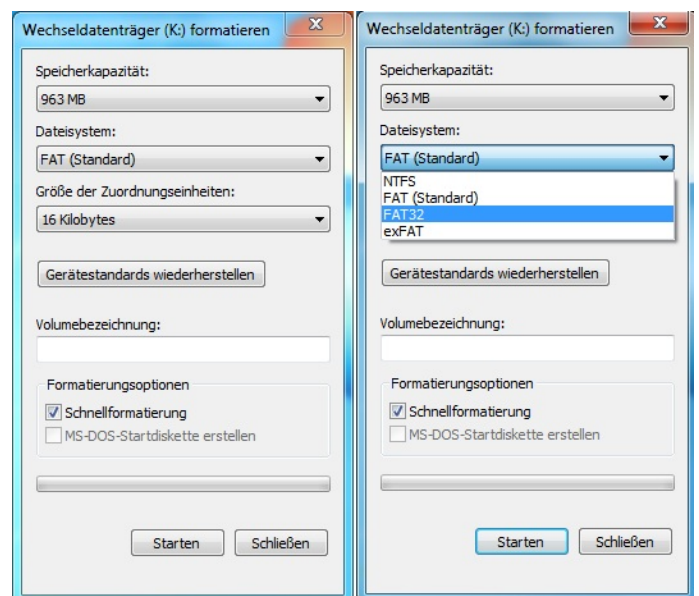 Wechseldatenträger (K:) formatieren
Speicherkapazität:
963 MB
Dateisystem:
FAT (Standard)
Größe der Zuordnungseinheiten:
16 Kilobytes
Gerätestandards wiederherstellen
Volumebezeichnung:
Formatierungsoptionen
Schnellformatierung
MS-DOS-Startdiskette erstellen
Starten
Schließen
Wechseldatenträger (K:) formatieren
Speicherkapazität:
963 MB
Dateisystem:
FAT (Standard)
NTFS
FAT (Standard)
FAT32
exFAT
Gerätestandards wiederherstellen
Volumebezeichnung:
Formatierungsoptionen
Schnellformatierung
MS-DOS-Startdiskette erstellen
Starten
Schließen